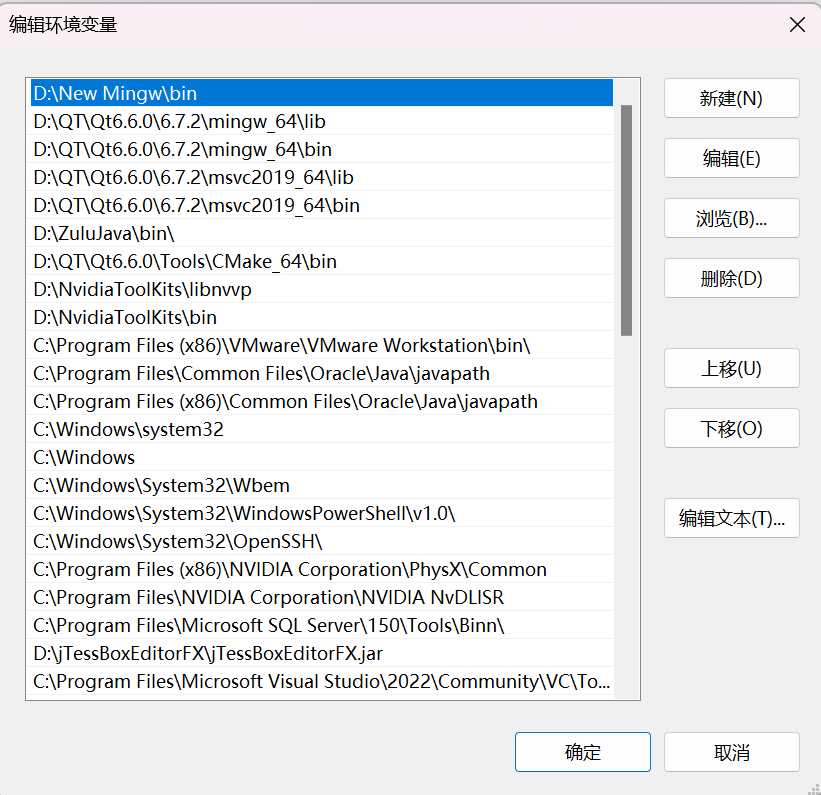 编辑环境变量
D:\New Mingw\bin
D:\QT\Qt6.6.0\6.7.2\mingw_64\lib
D:\QT\Qt6.6.0\6.7.2\mingw_64\bin
D:\QT\Qt6.6.0\6.7.2\msvc2019_64\lib
D:\QT\Qt6.6.0\6.7.2\msvc2019_64\bin
D:\ZuluJava\bin\
D:\QT\Qt6.6.0\Tools\CMake_64\bin
D:\NvidiaToolKits\libnvvp
D:\NvidiaToolKits\bin
C:\Program Files (x86)\VMware\VMware Workstation\bin\
C:\Program Files\Common Files\Oracle\Java\javapath
C:\Program Files (x86)\Common Files\Oracle\Java\javapath
C:\Windows\system32
C:\Windows
C:\Windows\System32\Wbem
C:\Windows\System32\WindowsPowerShell\v1.0\
C:\Windows\System32\OpenSSH\
C:\Program Files (x86)\NVIDIA Corporation\PhysX\Common
C:\Program Files\NVIDIA Corporation\NVIDIA NvDLISR
C:\Program Files\Microsoft SQL Server\150\Tools\Binn\
D:\jTessBoxEditorFX\jTessBoxEditorFX.jar
C:\Program Files\Microsoft Visual Studio\2022\Community\VC\To...
新建(N)
编辑(E)
浏览(B)...
删除(D)
上移(U)
下移(O)
编辑文本(T)...
确定
取消